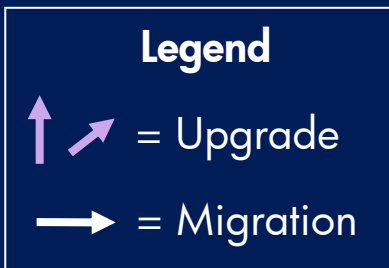 Legend
= Upgrade
= Migration